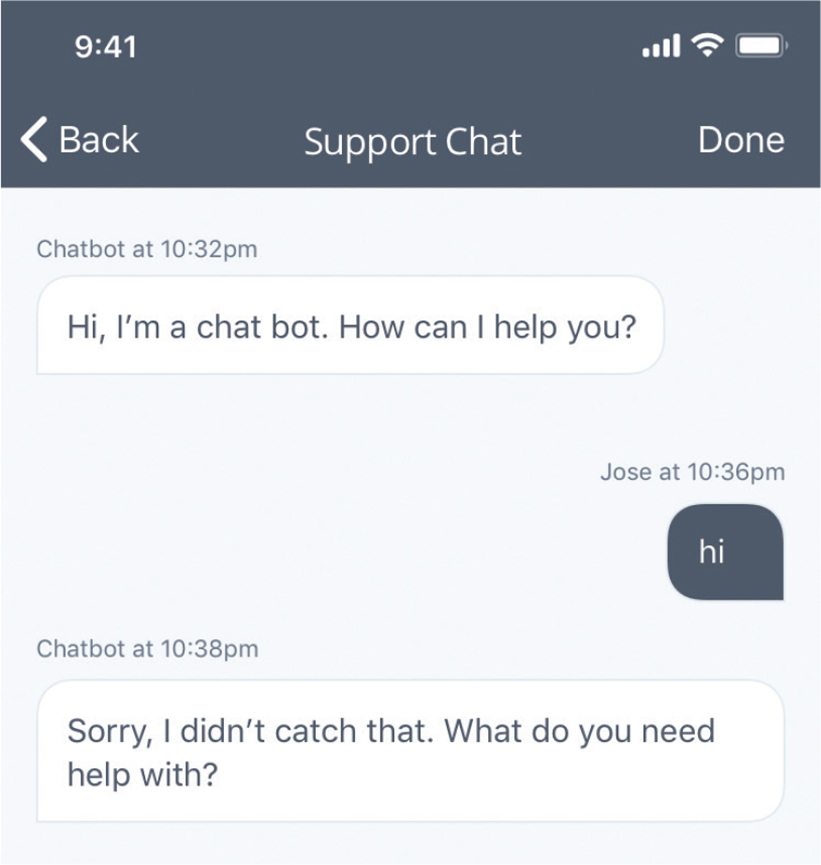 9:41
Back
Support Chat
Done
Chatbot at 10:32pm
Hi, I’m a chat bot. How can I help you?
Jose at 10:36pm
hi
Chatbot at 10:38pm
Sorry, I didn’t catch that. What do you need
help with?